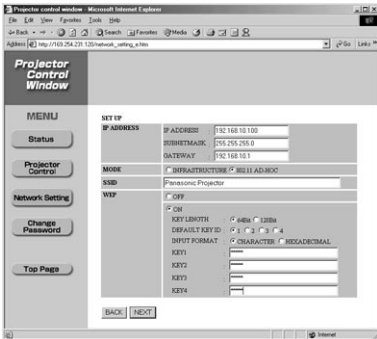 Projector control window - Microsoft Internet Explorer
File Edit View Favorites Tools Help
Back Search Favorites Media
Address http://169.254.231.120/network_setting_e.htm Go Links
Projector
Control
Window
MENU
Status
Projector
Control
Network Setting
Change
Password
Top Page
SET UP
IP ADDRESS IP ADDRESS : 192.168.10.100
SUBNETMASK : 255.255.255.0
GATEWAY : 192.168.10.1
MODE INFRASTRUCTURE 802.11 AD-HOC
SSID Panasonic Projector
WEP OFF
ON
KEY LENGTH : 64Bit 128Bit
DEFAULT KEY ID : 1 2 3 4
INPUT FORMAT : CHARACTER HEXADECIMAL
KEY1
KEY2
KEY3
KEY4
BACK NEXT
Internet